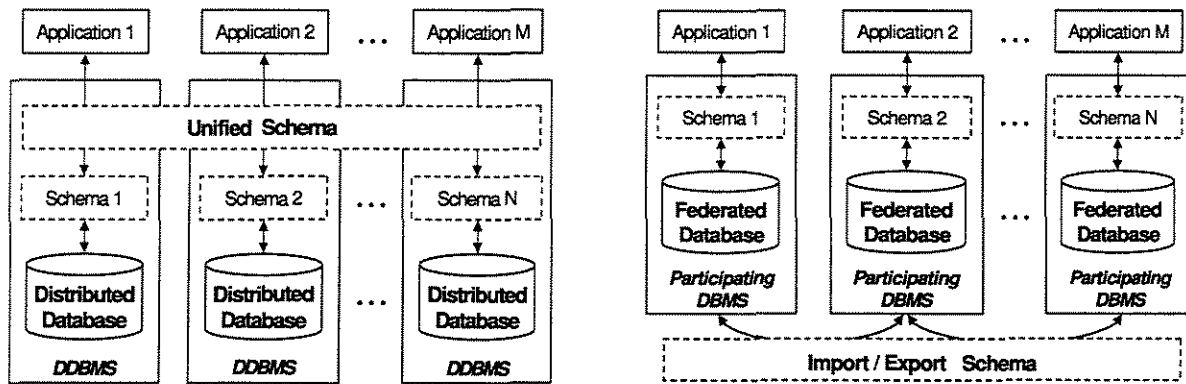 Application 1
Application 2
...
Application M
Unified Schema
Schema 1
Schema 2
...
Schema N
Distributed
Database
Distributed
Database
...
Distributed
Database
DDBMS
DDBMS
DDBMS
Application 1
Application 2
...
Application M
Schema 1
Schema 2
...
Schema N
Federated
Database
Federated
Database
...
Federated
Database
Participating
DBMS
Participating
DBMS
Participating
DBMS
Import / Export Schema